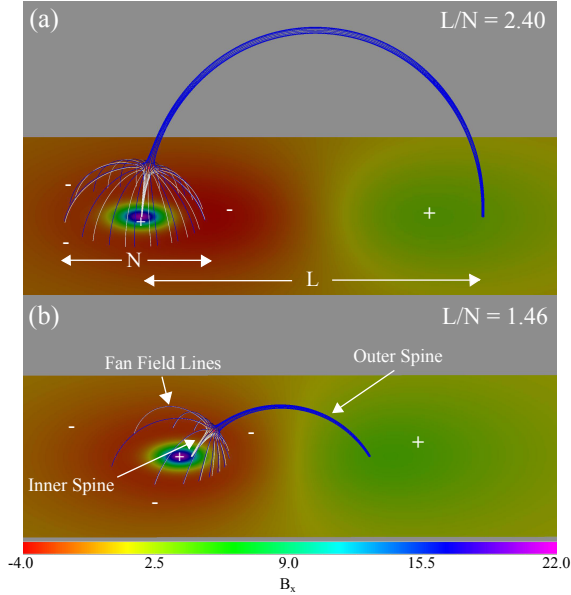 (a)
L/N = 2.40
-
-
+
+
-
N
L
(b)
L/N = 1.46
Fan Field Lines
Outer Spine
-
-
+
+
Inner Spine
-
-4.0
2.5
9.0
15.5
22.0
Bₓ